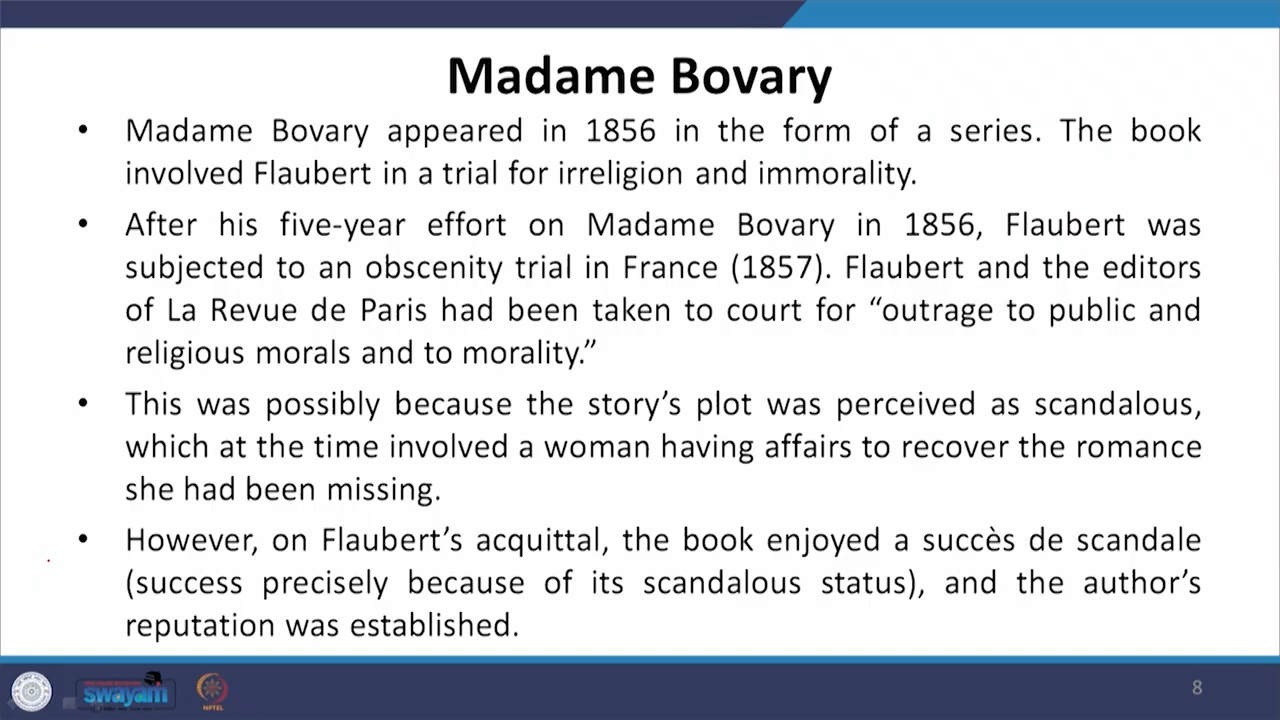 Madame Bovary
• Madame Bovary appeared in 1856 in the form of a series. The book
involved Flaubert in a trial for irreligion and immorality.
• After his five-year effort on Madame Bovary in 1856, Flaubert was
subjected to an obscenity trial in France (1857). Flaubert and the editors
of La Revue de Paris had been taken to court for “outrage to public and
religious morals and to morality.”
• This was possibly because the story’s plot was perceived as scandalous,
which at the time involved a woman having affairs to recover the romance
she had been missing.
• However, on Flaubert’s acquittal, the book enjoyed a succès de scandale
(success precisely because of its scandalous status), and the author’s
reputation was established.
swayam
NPTEL
8